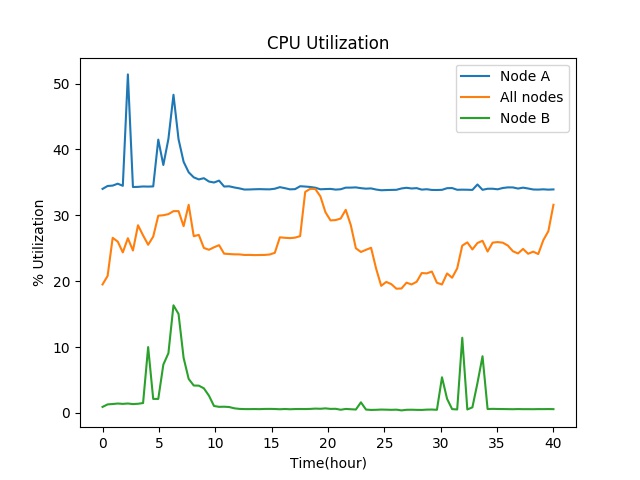 CPU Utilization
Node A
All nodes
Node B
% Utilization
50
40
30
20
10
0
0 5 10 15 20 25 30 35 40
Time(hour)